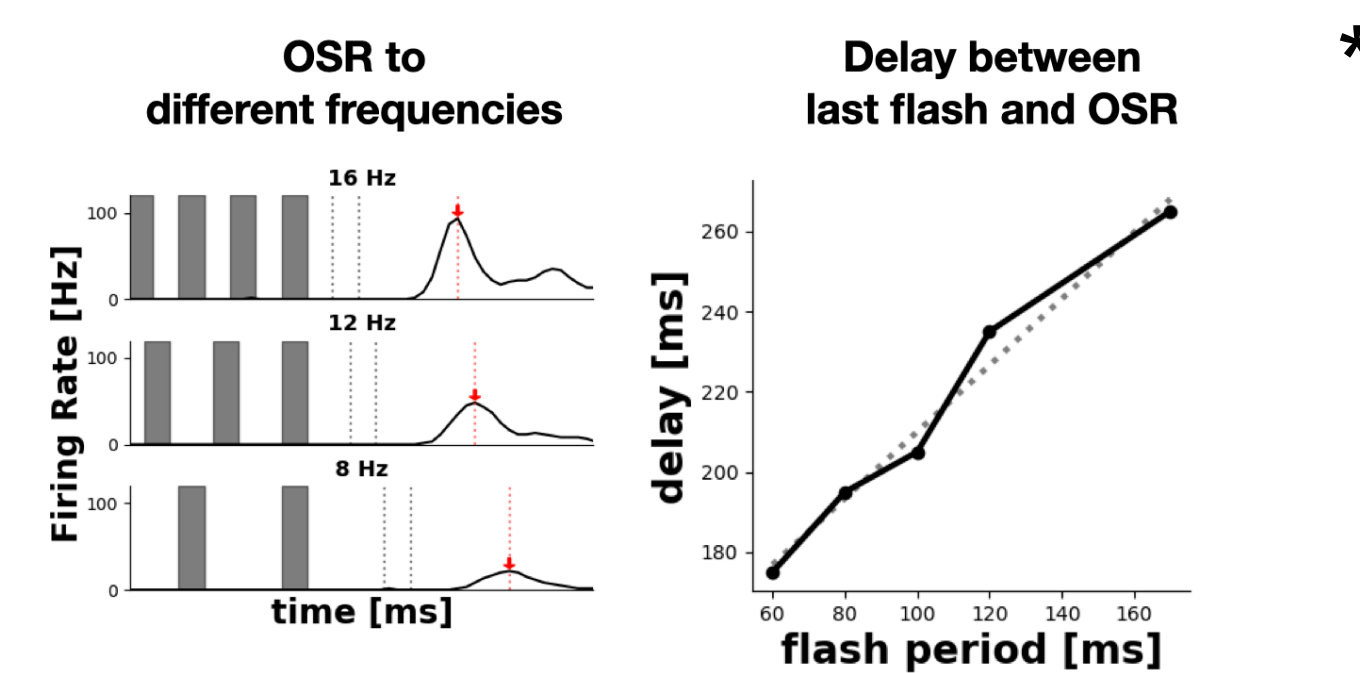 OSR to
different frequencies
Delay between
last flash and OSR
*
16 Hz
100
0
12 Hz
100
0
8 Hz
100
0
Firing Rate [Hz]
time [ms]
260
240
220
200
180
delay [ms]
60 80 100 120 140 160
flash period [ms]